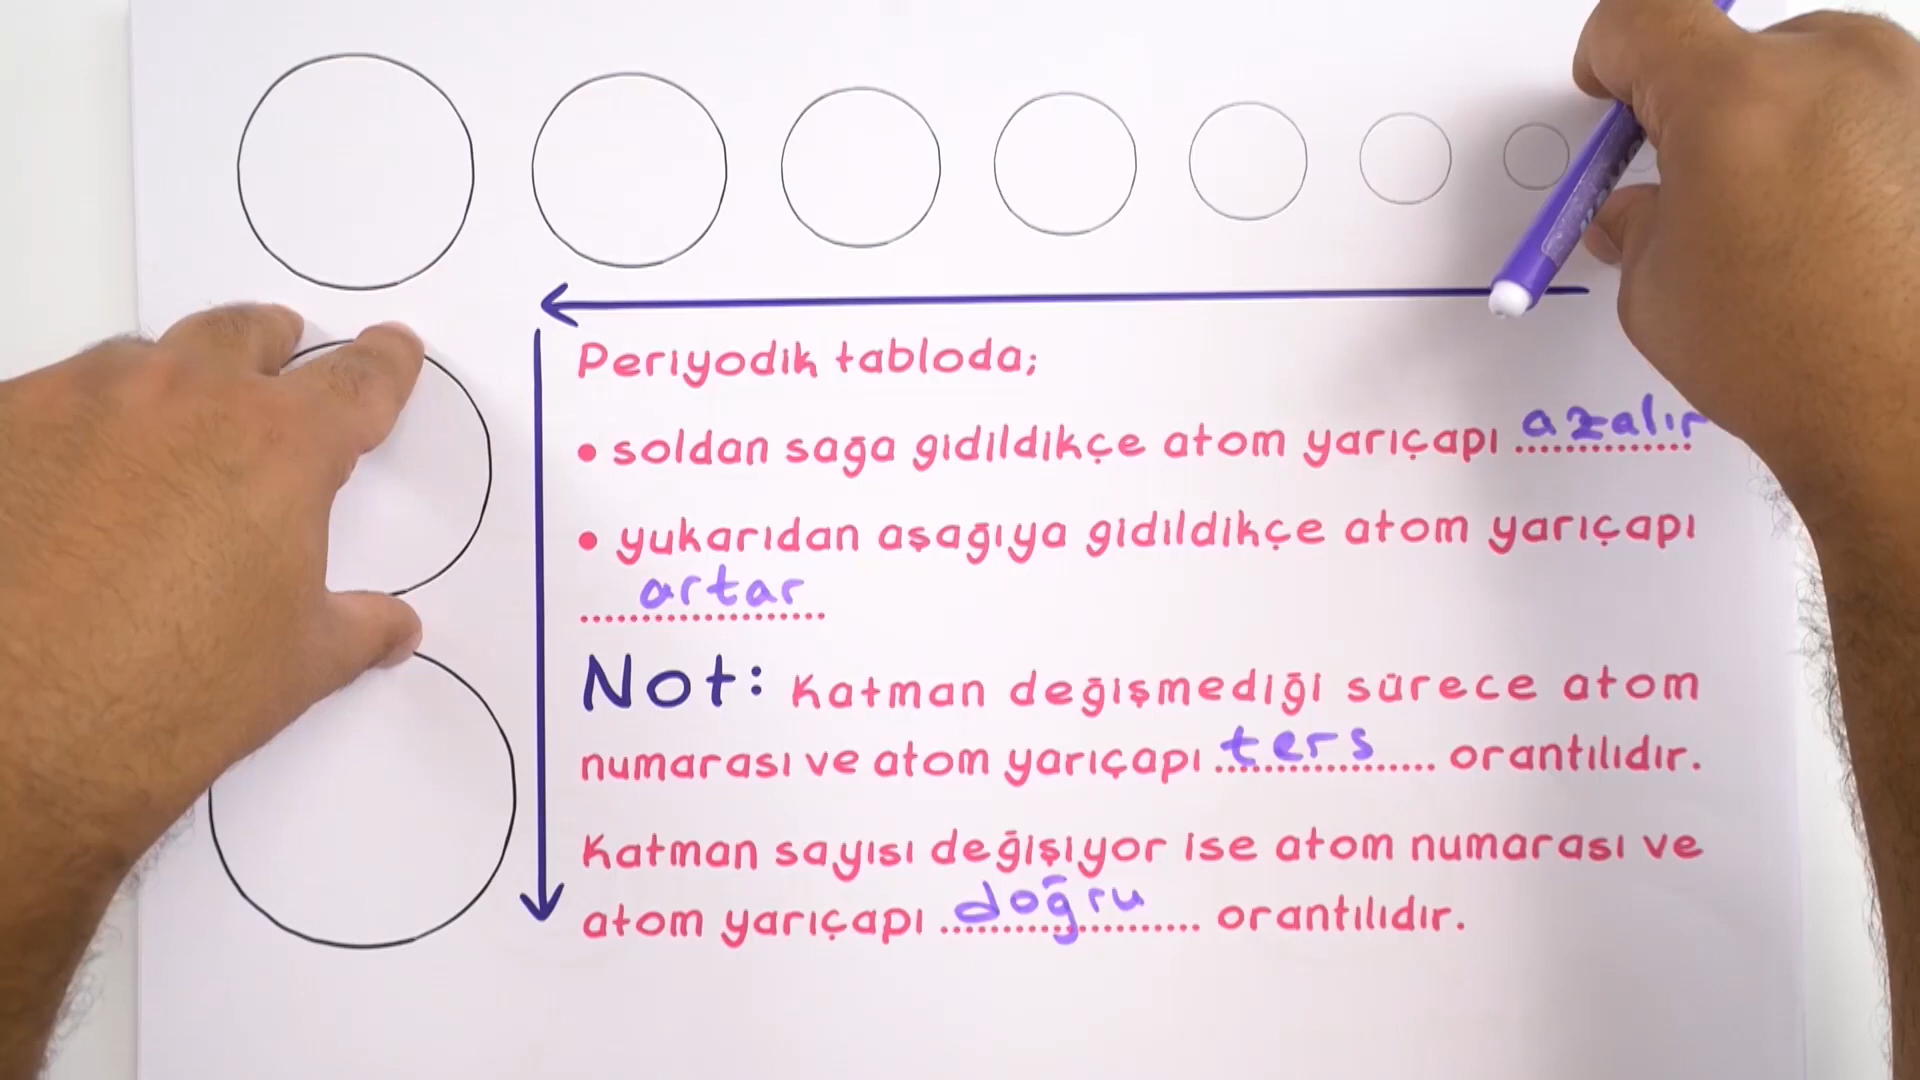 Periyodik tabloda;
• soldan sağa gidildikçe atom yarıçapı azalır
• yukarıdan aşağıya gidildikçe atom yarıçapı
artar
Not: Katman değişmediği sürece atom
numarası ve atom yarıçapı ters orantılıdır.
Katman sayısı değişiyor ise atom numarası ve
atom yarıçapı doğru orantılıdır.